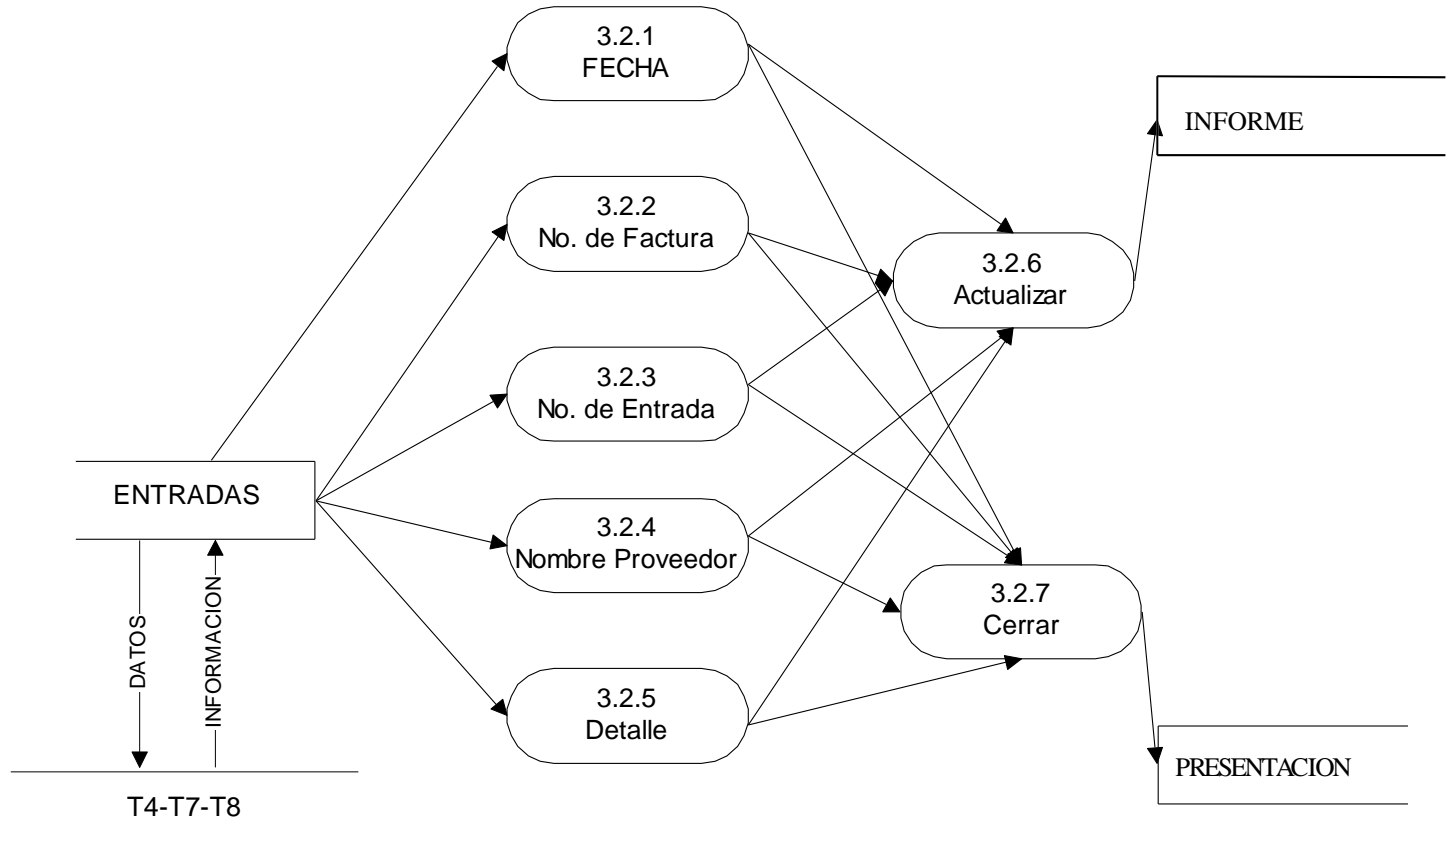 3.2.1
FECHA
INFORME
3.2.2
No. de Factura
3.2.6
Actualizar
3.2.3
No. de Entrada
ENTRADAS
3.2.4
Nombre Proveedor
3.2.7
Cerrar
DATOS
INFORMACION
3.2.5
Detalle
PRESENTACION
T4-T7-T8